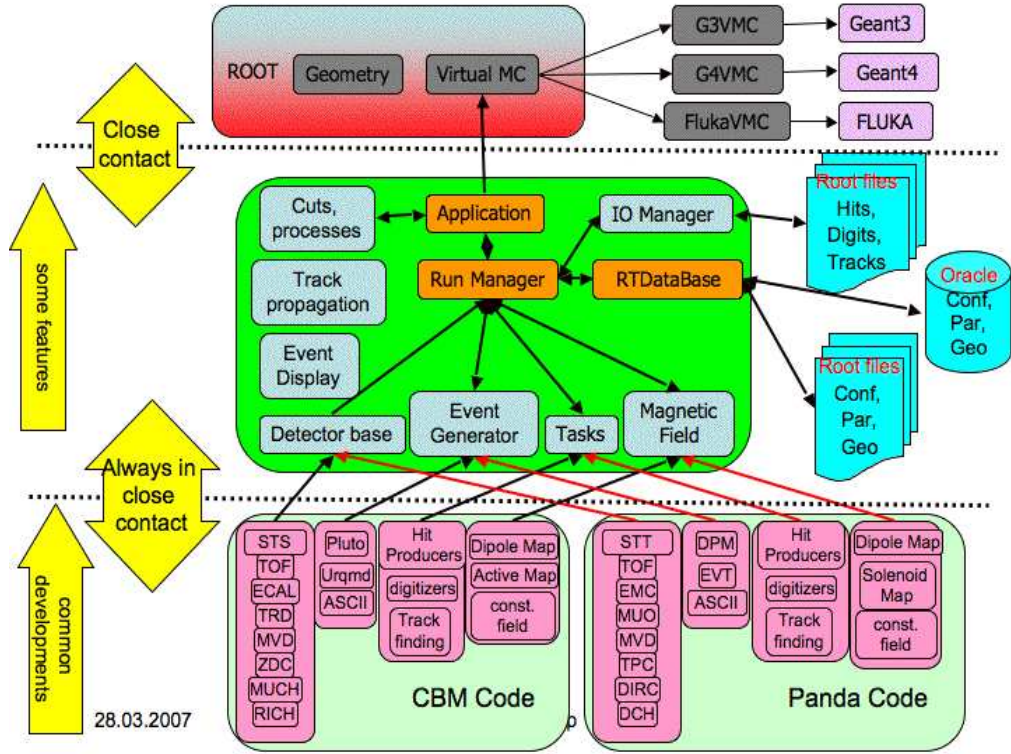 ROOT
Geometry
Virtual MC
G3VMC
Geant3
G4VMC
Geant4
FlukaVMC
FLUKA
Close
contact
some features
Cuts,
processes
Application
IO Manager
Track
propagation
Run Manager
RTDataBase
Event
Display
Detector base
Event
Generator
Tasks
Magnetic
Field
Root files
Hits,
Digits,
Tracks
Oracle
Conf,
Par,
Geo
Root files
Conf,
Par,
Geo
Always in
close
contact
common
developments
STS
TOF
ECAL
TRD
MVD
ZDC
MUCH
RICH
Pluto
Urqmd
ASCII
Hit
Producers
digitizers
Track
finding
Dipole Map
Active Map
const.
field
CBM Code
STT
TOF
EMC
MUO
MVD
TPC
DIRC
DCH
DPM
EVT
ASCII
Hit
Producers
digitizers
Track
finding
Dipole Map
Solenoid
Map
const.
field
Panda Code
28.03.2007